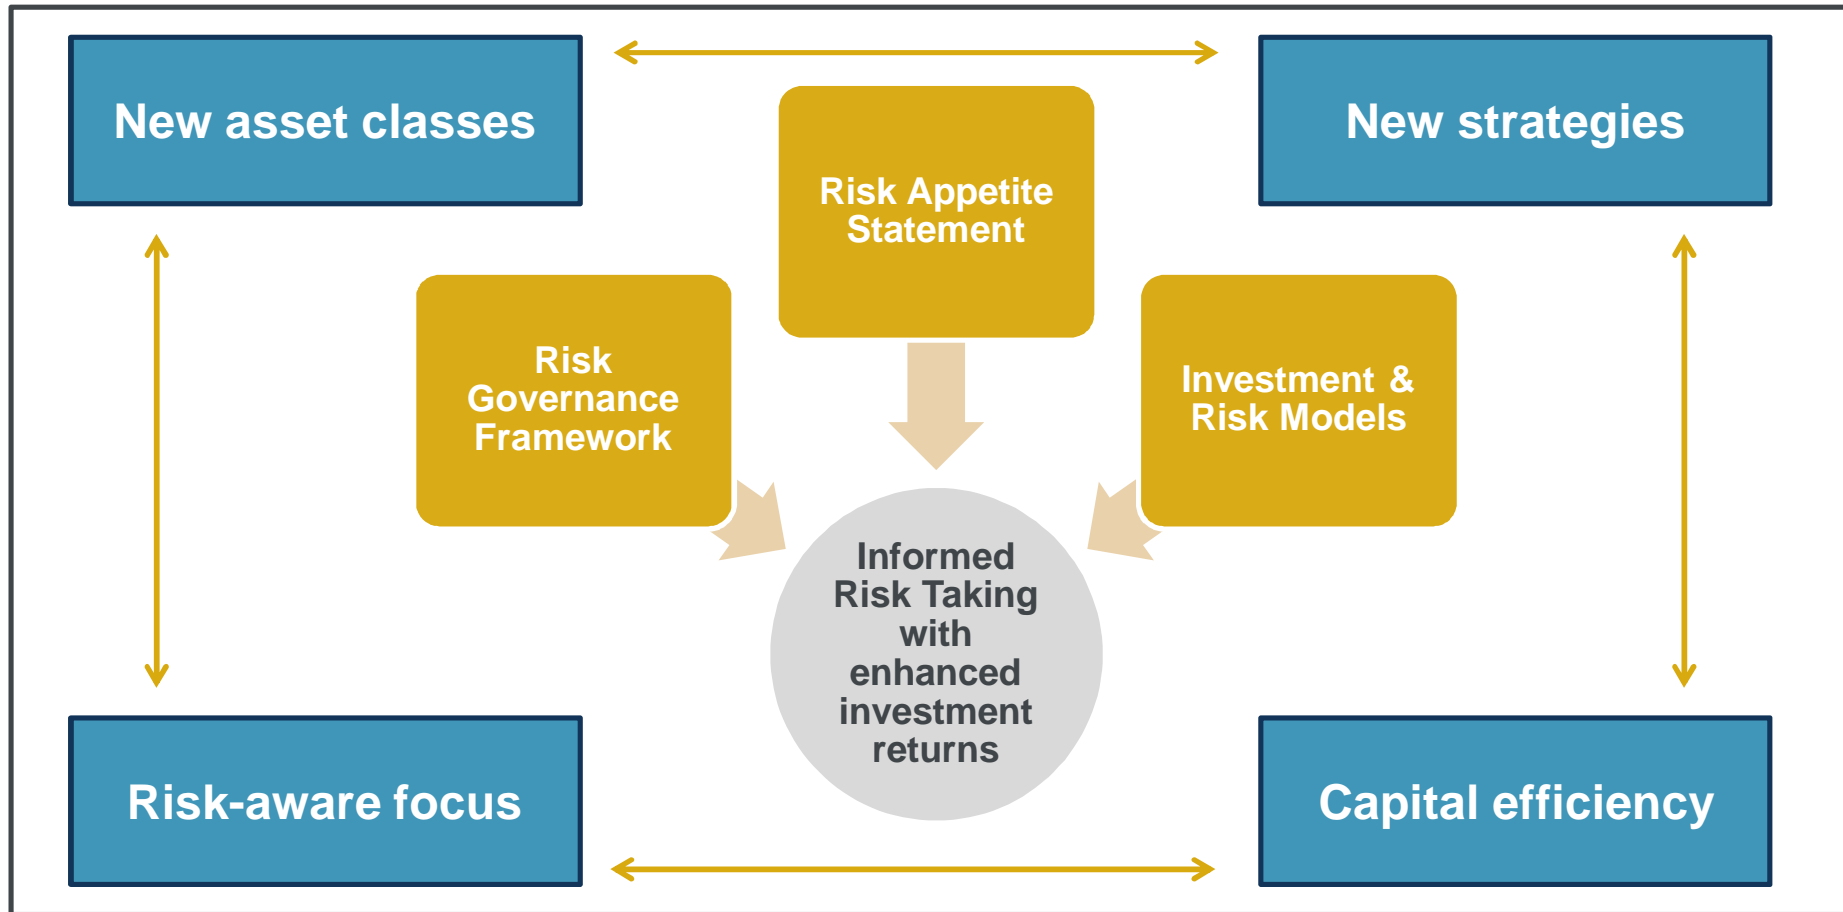 New asset classes
New strategies
Risk Appetite
Statement
Risk
Governance
Framework
Investment &
Risk Models
Informed
Risk Taking
with
enhanced
investment
returns
Risk-aware focus
Capital efficiency